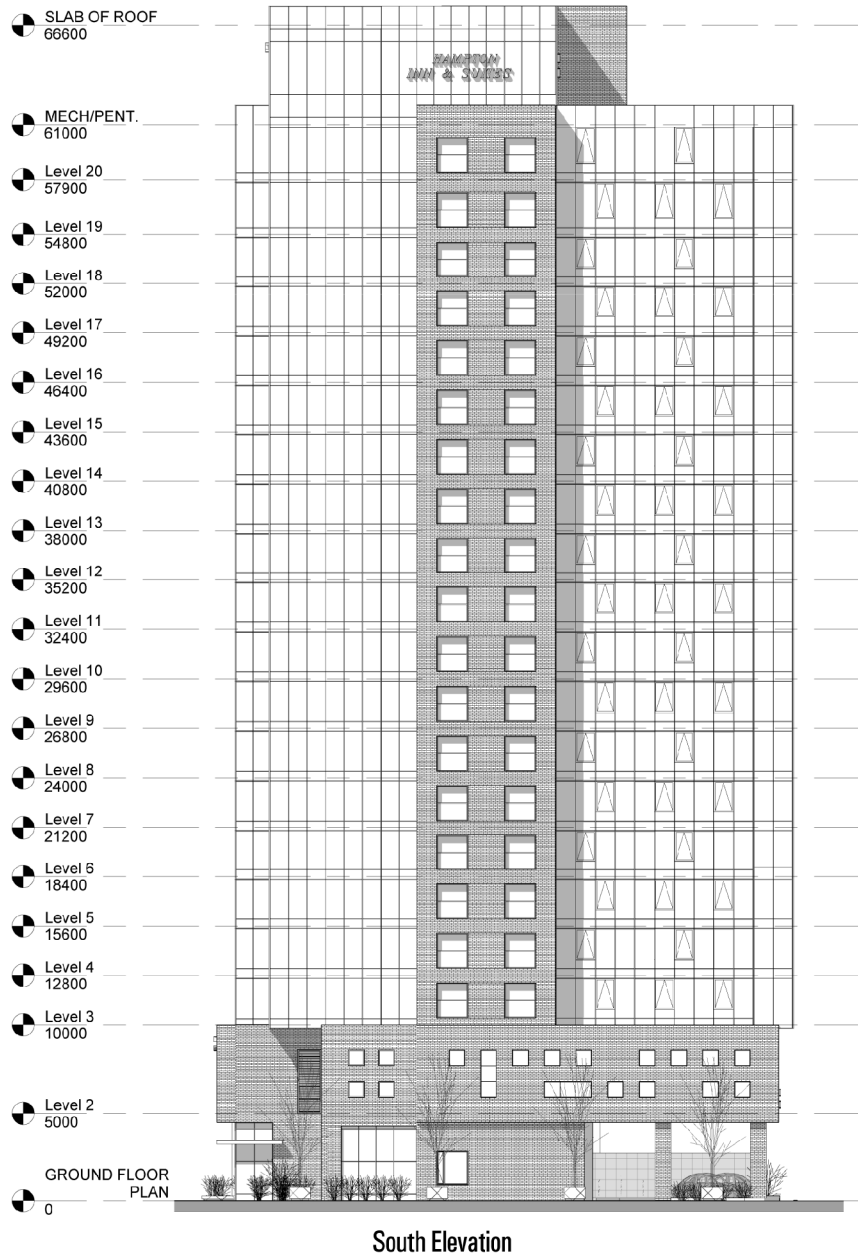 SLAB OF ROOF
66600
HAMPTON
INN & SUITES
MECH/PENT.
61000
Level 20
57900
Level 19
54800
Level 18
52000
Level 17
49200
Level 16
46400
Level 15
43600
Level 14
40800
Level 13
38000
Level 12
35200
Level 11
32400
Level 10
29600
Level 9
26800
Level 8
24000
Level 7
21200
Level 6
18400
Level 5
15600
Level 4
12800
Level 3
10000
Level 2
5000
GROUND FLOOR
PLAN
0
South Elevation